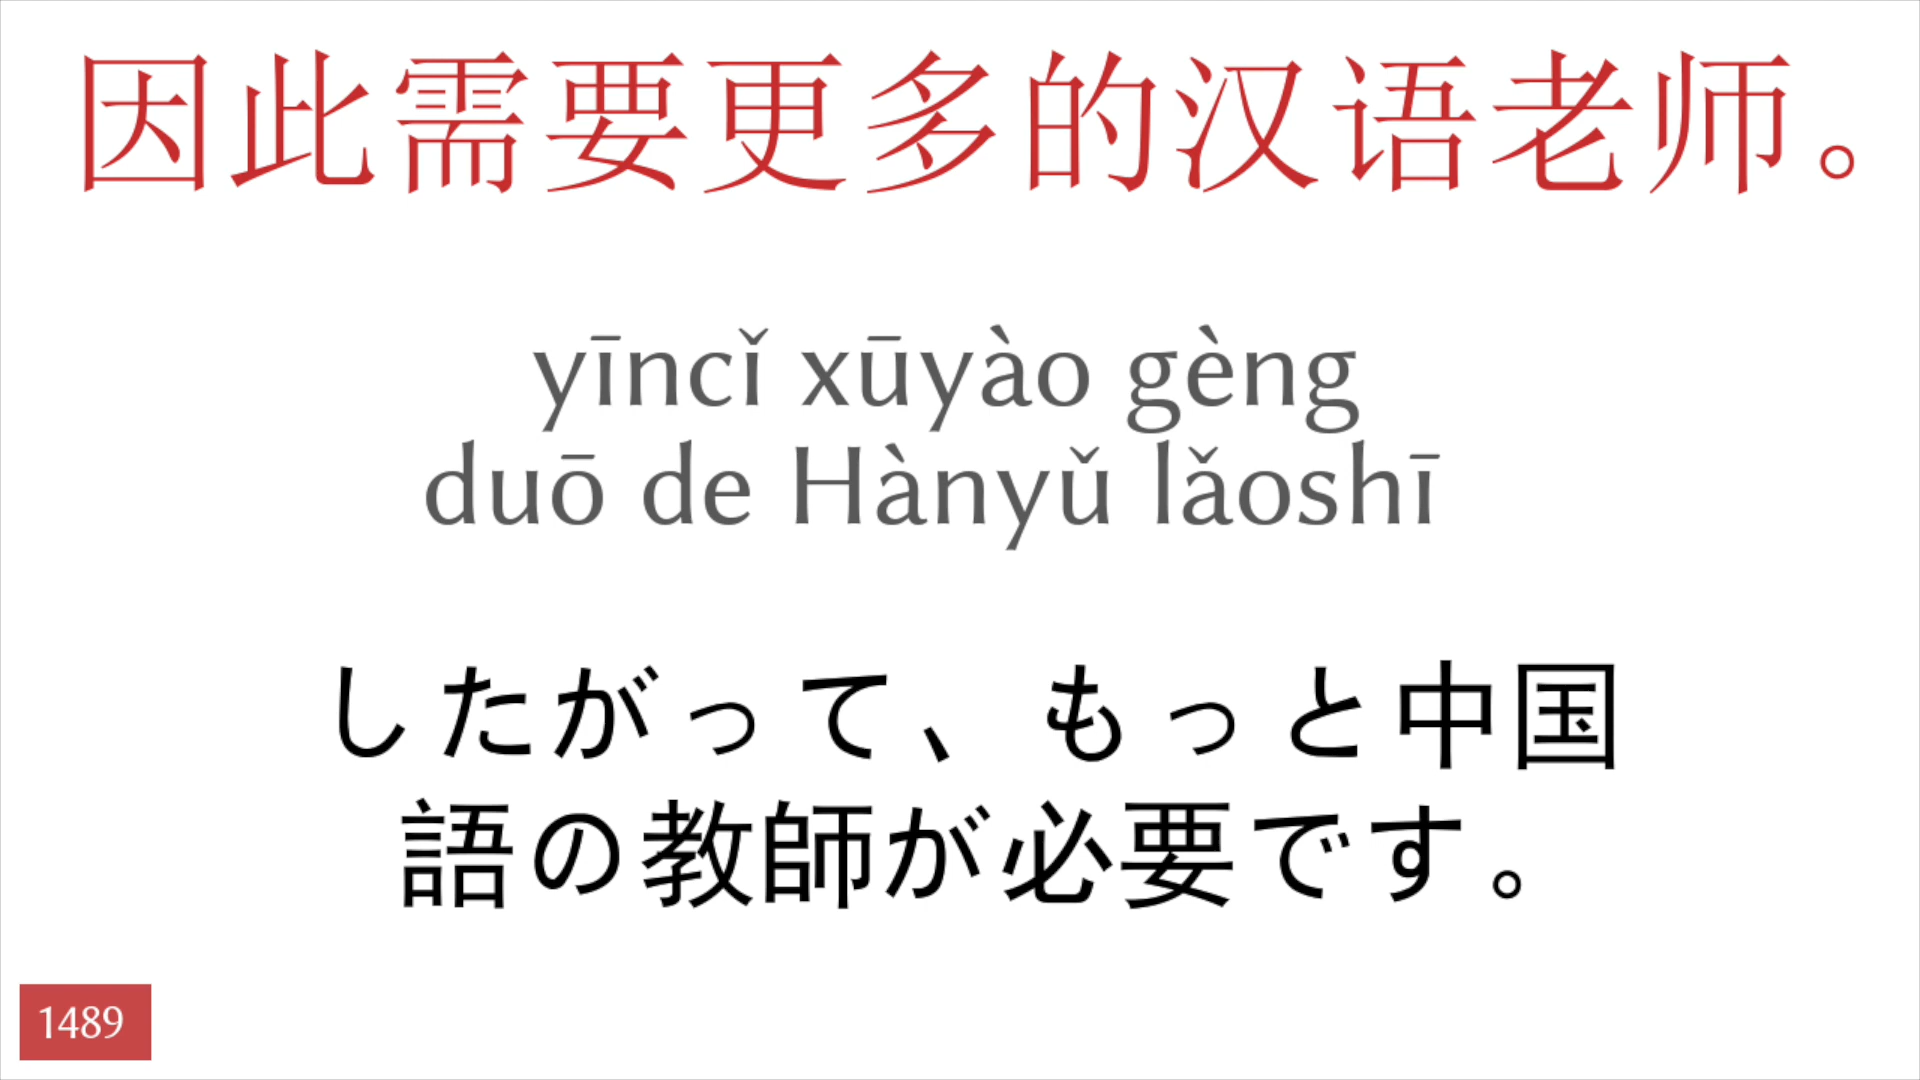 因此需要更多的汉语老师。
yīncǐ xūyào gèng
duō de Hànyǔ lǎoshī
したがって、もっと中国
語の教師が必要です。
1489